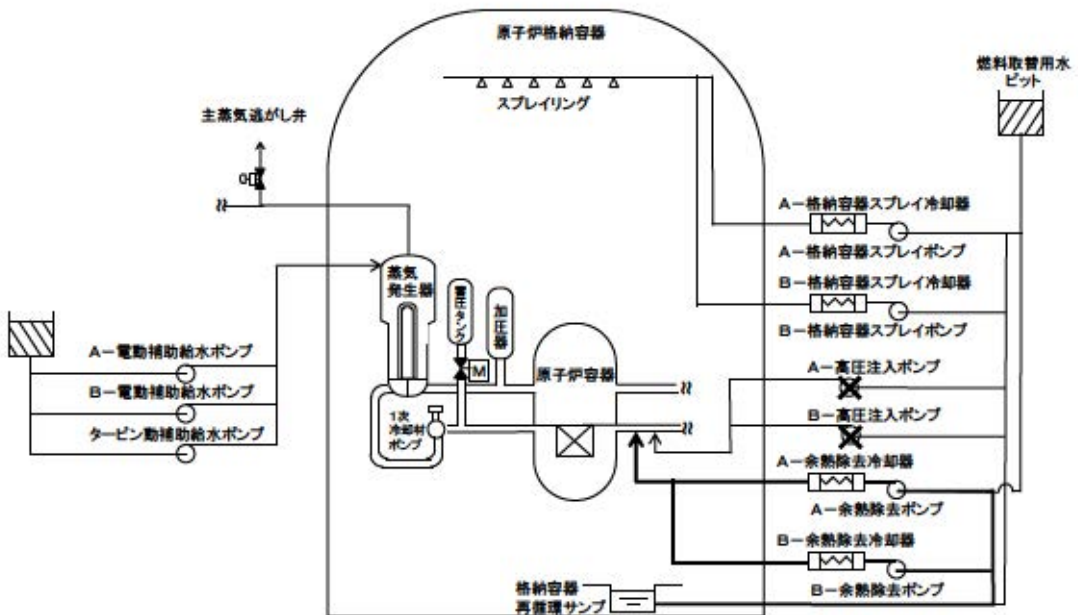 原子炉格納容器
燃料取替用水
ピット
スプレイリング
主蒸気逃がし弁
A－格納容器スプレイ冷却器
A－格納容器スプレイポンプ
B－格納容器スプレイ冷却器
B－格納容器スプレイポンプ
蒸気
発生器
蓄圧タンク
加圧器
M
原子炉容器
A－電動補助給水ポンプ
B－電動補助給水ポンプ
タービン動補助給水ポンプ
1次
冷却材
ポンプ
A－高圧注入ポンプ
B－高圧注入ポンプ
A－余熱除去冷却器
A－余熱除去ポンプ
B－余熱除去冷却器
B－余熱除去ポンプ
格納容器
再循環サンプ